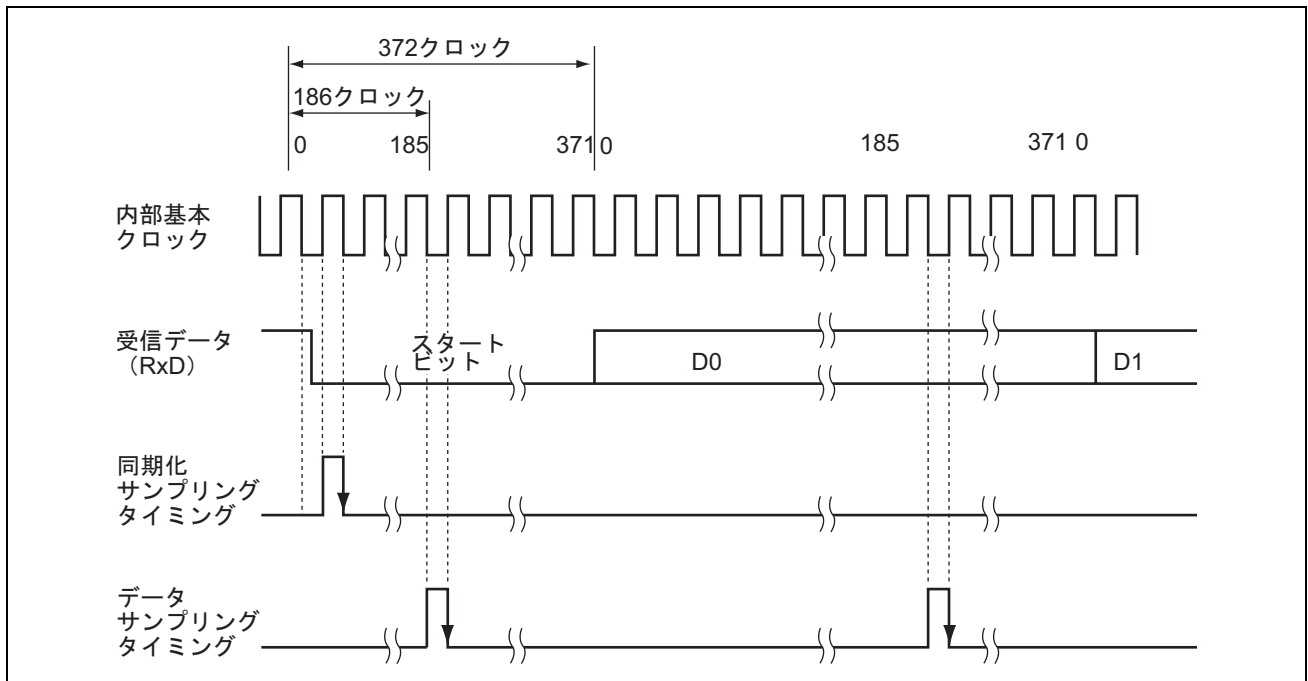 372クロック
186クロック
0 185 371 0 185 371 0
内部基本
クロック
受信データ
（RxD）
スタート
ビット
D0
D1
同期化
サンプリング
タイミング
データ
サンプリング
タイミング